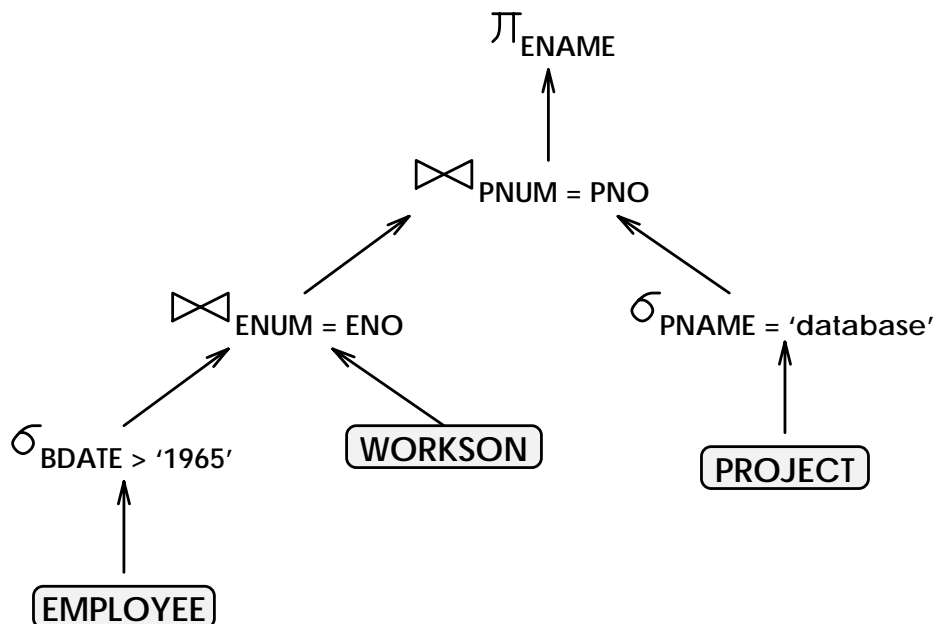 π ENAME
⋈ PNUM = PNO
⋈ ENUM = ENO
σ PNAME = ‘database’
σ BDATE > ‘1965’
WORKSON
PROJECT
EMPLOYEE